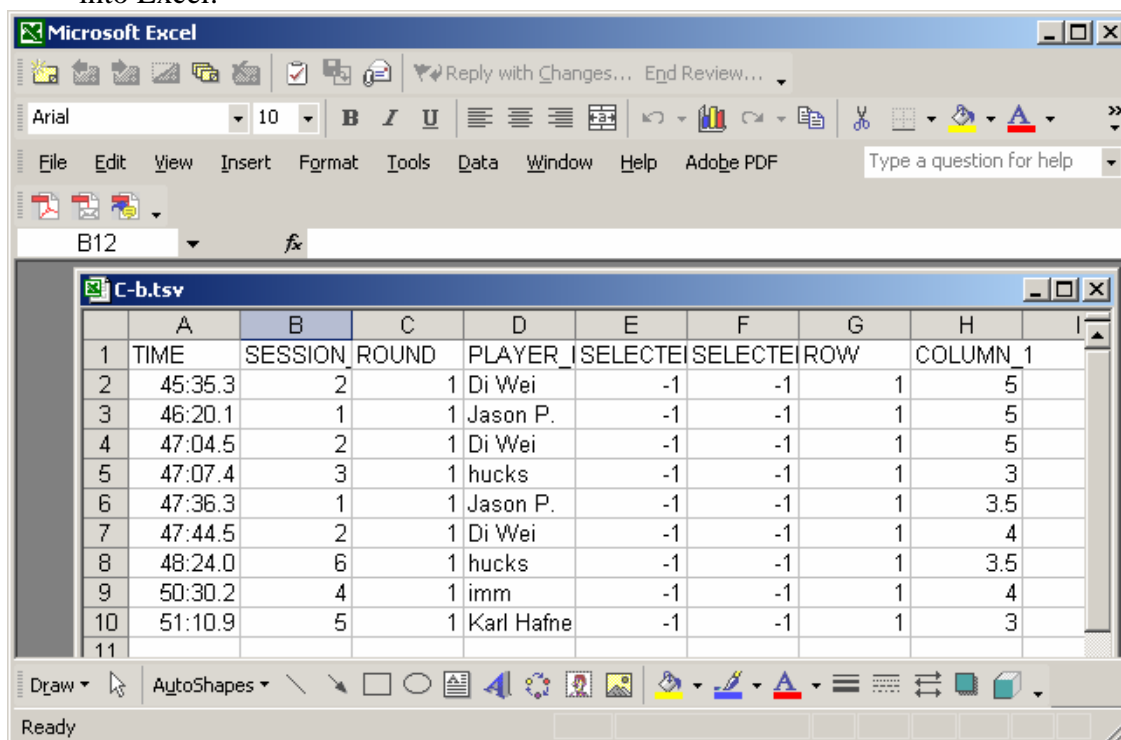 into Excel.
Microsoft Excel
Reply with Changes... End Review...
Arial 10 B I U
File Edit View Insert Format Tools Data Window Help Adobe PDF Type a question for help
B12 fx
C-b.tsv
A B C D E F G H I
1 TIME SESSION_ ROUND PLAYER_I SELECTEI SELECTEI ROW COLUMN_1
2 45:35.3 2 1 Di Wei -1 -1 1 5
3 46:20.1 1 1 Jason P. -1 -1 1 5
4 47:04.5 2 1 Di Wei -1 -1 1 5
5 47:07.4 3 1 hucks -1 -1 1 3
6 47:36.3 1 1 Jason P. -1 -1 1 3.5
7 47:44.5 2 1 Di Wei -1 -1 1 4
8 48:24.0 6 1 hucks -1 -1 1 3.5
9 50:30.2 4 1 imm -1 -1 1 4
10 51:10.9 5 1 Karl Hafne -1 -1 1 3
11
Draw AutoShapes
Ready